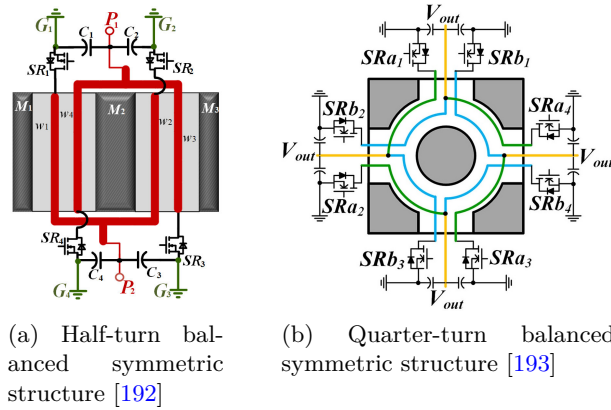 G1 P1 G2
C1 C2
SR1 SR2
M1 M2 M3
w1 w4 w2 w3
SR4 SR3
C4 C3
G4 P2 G3
(a) Half-turn bal-
anced symmetric
structure [192]
Vout
SRa1 SRb1
SRb2 SRa4
Vout Vout
SRa2 SRb4
SRb3 SRa3
Vout
(b) Quarter-turn balanced
symmetric structure [193]